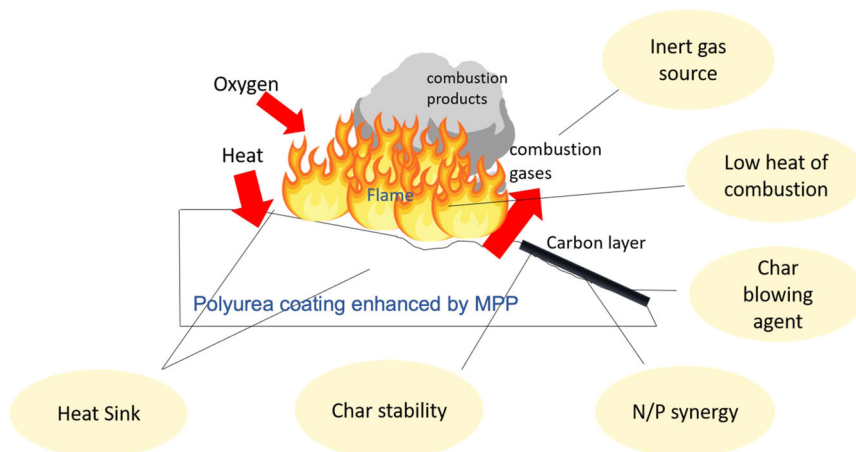 Inert gas
source
Oxygen
combustion
products
Heat
combustion
gases
Low heat of
combustion
Flame
Carbon layer
Char
blowing
agent
Polyurea coating enhanced by MPP
Heat Sink
Char stability
N/P synergy